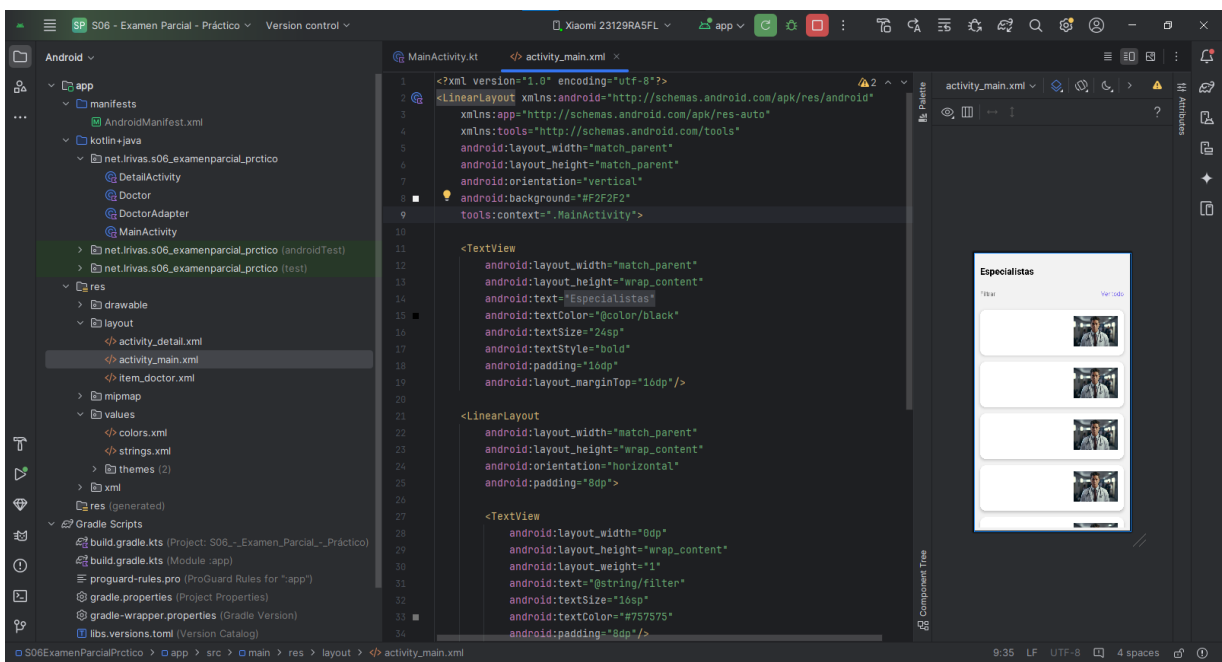 SP S06 - Examen Parcial - Práctico Version control Xiaomi 23129RA5FL app
Android
MainActivity.kt </> activity_main.xml
app
manifests
AndroidManifest.xml
kotlin+java
net.lrivas.s06_examenparcial_prctico
DetailActivity
Doctor
DoctorAdapter
MainActivity
net.lrivas.s06_examenparcial_prctico (androidTest)
net.lrivas.s06_examenparcial_prctico (test)
res
drawable
layout
</> activity_detail.xml
</> activity_main.xml
</> item_doctor.xml
mipmap
values
</> colors.xml
</> strings.xml
themes (2)
xml
res (generated)
Gradle Scripts
build.gradle.kts (Project: S06_-_Examen_Parcial_-_Práctico)
build.gradle.kts (Module :app)
proguard-rules.pro (ProGuard Rules for ":app")
gradle.properties (Project Properties)
gradle-wrapper.properties (Gradle Version)
libs.versions.toml (Version Catalog)
1 <?xml version="1.0" encoding="utf-8"?>
2 <LinearLayout xmlns:android="http://schemas.android.com/apk/res/android"
3 xmlns:app="http://schemas.android.com/apk/res-auto"
4 xmlns:tools="http://schemas.android.com/tools"
5 android:layout_width="match_parent"
6 android:layout_height="match_parent"
7 android:orientation="vertical"
8 android:background="#F2F2F2"
9 tools:context=".MainActivity">
10
11 <TextView
12 android:layout_width="match_parent"
13 android:layout_height="wrap_content"
14 android:text="Especialistas"
15 android:textColor="@color/black"
16 android:textSize="24sp"
17 android:textStyle="bold"
18 android:padding="16dp"
19 android:layout_marginTop="16dp"/>
20
21 <LinearLayout
22 android:layout_width="match_parent"
23 android:layout_height="wrap_content"
24 android:orientation="horizontal"
25 android:padding="8dp">
26
27 <TextView
28 android:layout_width="0dp"
29 android:layout_height="wrap_content"
30 android:layout_weight="1"
31 android:text="@string/filter"
32 android:textSize="16sp"
33 android:textColor="#757575"
34 android:padding="8dp"/>
2
Palette
Component Tree
activity_main.xml
?
Attributes
Especialistas
Filtrar Ver todo
S06ExamenParcialPrctico > app > src > main > res > layout > </> activity_main.xml
9:35 LF UTF-8 4 spaces